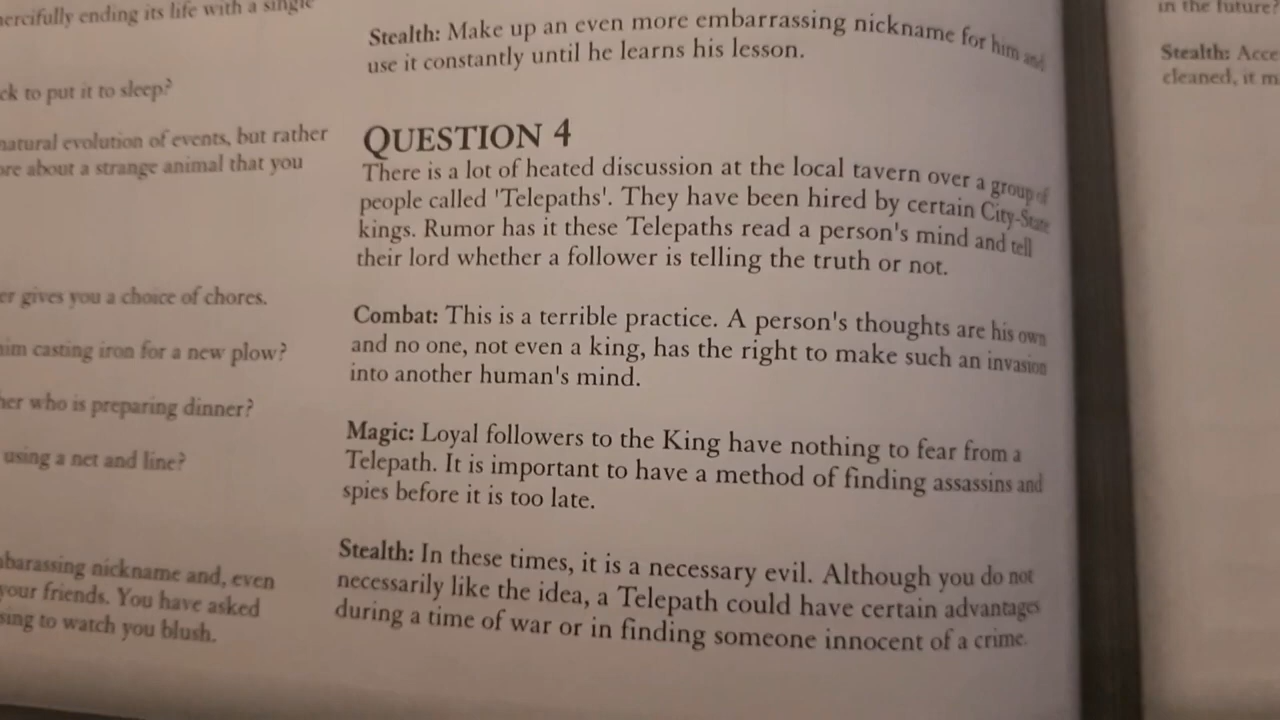 ercifully ending its life with a single
ck to put it to sleep?
natural evolution of events, but rather
ore about a strange animal that you
er gives you a choice of chores.
him casting iron for a new plow?
her who is preparing dinner?
using a net and line?
nbarassing nickname and, even
your friends. You have asked
sing to watch you blush.
Stealth: Make up an even more embarrassing nickname for him and
use it constantly until he learns his lesson.
QUESTION 4
There is a lot of heated discussion at the local tavern over a group of
people called 'Telepaths'. They have been hired by certain City-State
kings. Rumor has it these Telepaths read a person's mind and tell
their lord whether a follower is telling the truth or not.
Combat: This is a terrible practice. A person's thoughts are his own
and no one, not even a king, has the right to make such an invasion
into another human's mind.
Magic: Loyal followers to the King have nothing to fear from a
Telepath. It is important to have a method of finding assassins and
spies before it is too late.
Stealth: In these times, it is a necessary evil. Although you do not
necessarily like the idea, a Telepath could have certain advantages
during a time of war or in finding someone innocent of a crime.
in the future?
Stealth: Acce
cleaned, it m